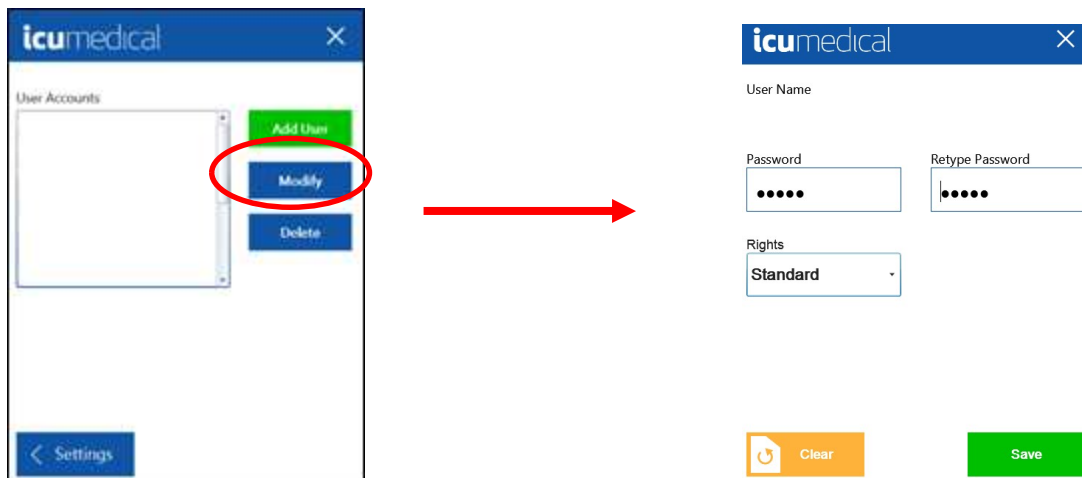 icumedical ×
User Accounts
Add User
Modify
Delete
< Settings
icumedical ×
User Name
Password Retype Password
••••• •••••
Rights
Standard
Clear Save